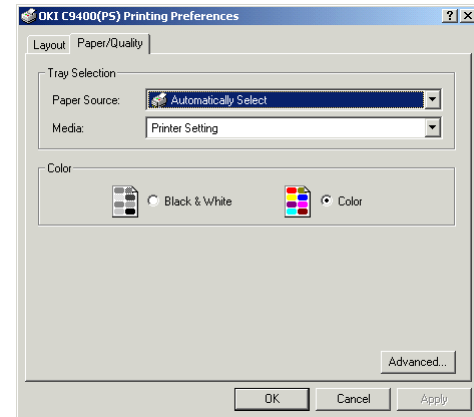 OKI C9400(PS) Printing Preferences
Layout Paper/Quality
Tray Selection
Paper Source: Automatically Select
Media: Printer Setting
Color
Black & White Color
Advanced...
OK Cancel Apply